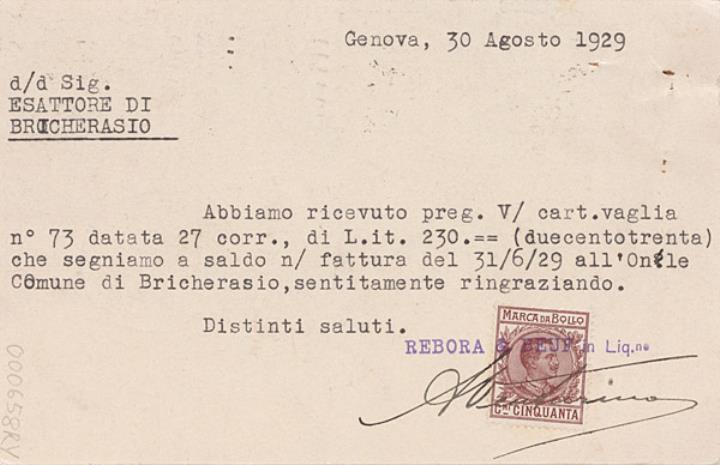 Genova, 30 Agosto 1929
d/d Sig.
ESATTORE DI
BRICHERASIO
Abbiamo ricevuto preg. V/ cart.vaglia
n° 73 datata 27 corr., di L.it. 230.== (duecentotrenta)
che segniamo a saldo n/ fattura del 31/6/29 all'On/le
Comune di Bricherasio,sentitamente ringraziando.
Distinti saluti.
MARCA DA BOLLO
REBORA & in Liq.ne
C.MI CINQUANTA
000658RY